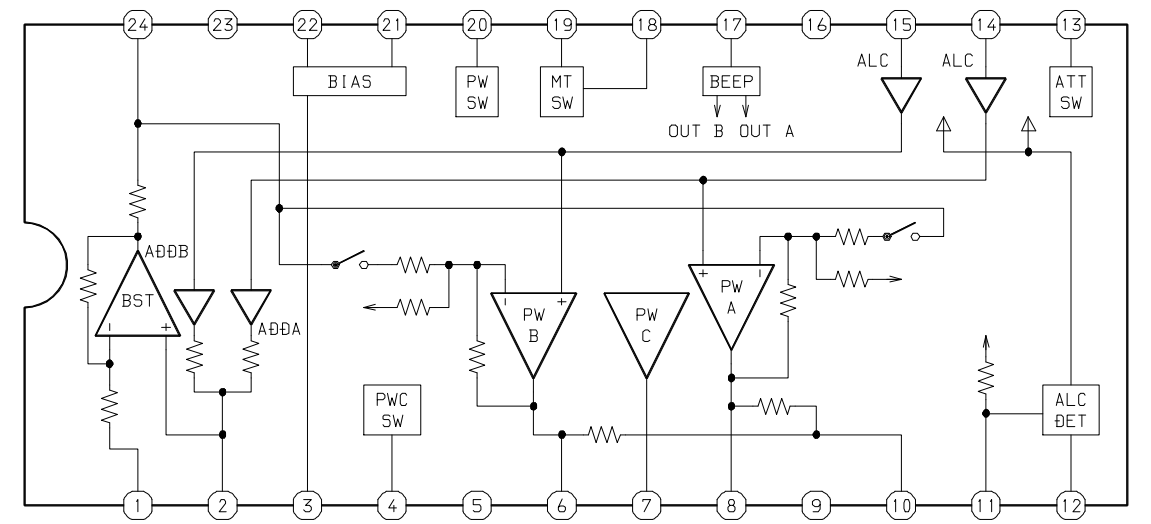 24 23 22 21 20 19 18 17 16 15 14 13
ALC ALC
BIAS
PW
SW
MT
SW
BEEP
ATT
SW
OUT B OUT A
ADDB
BST
- +
ADDA
- +
PW
B
PW
C
+ -
PW
A
PWC
SW
ALC
DET
1 2 3 4 5 6 7 8 9 10 11 12